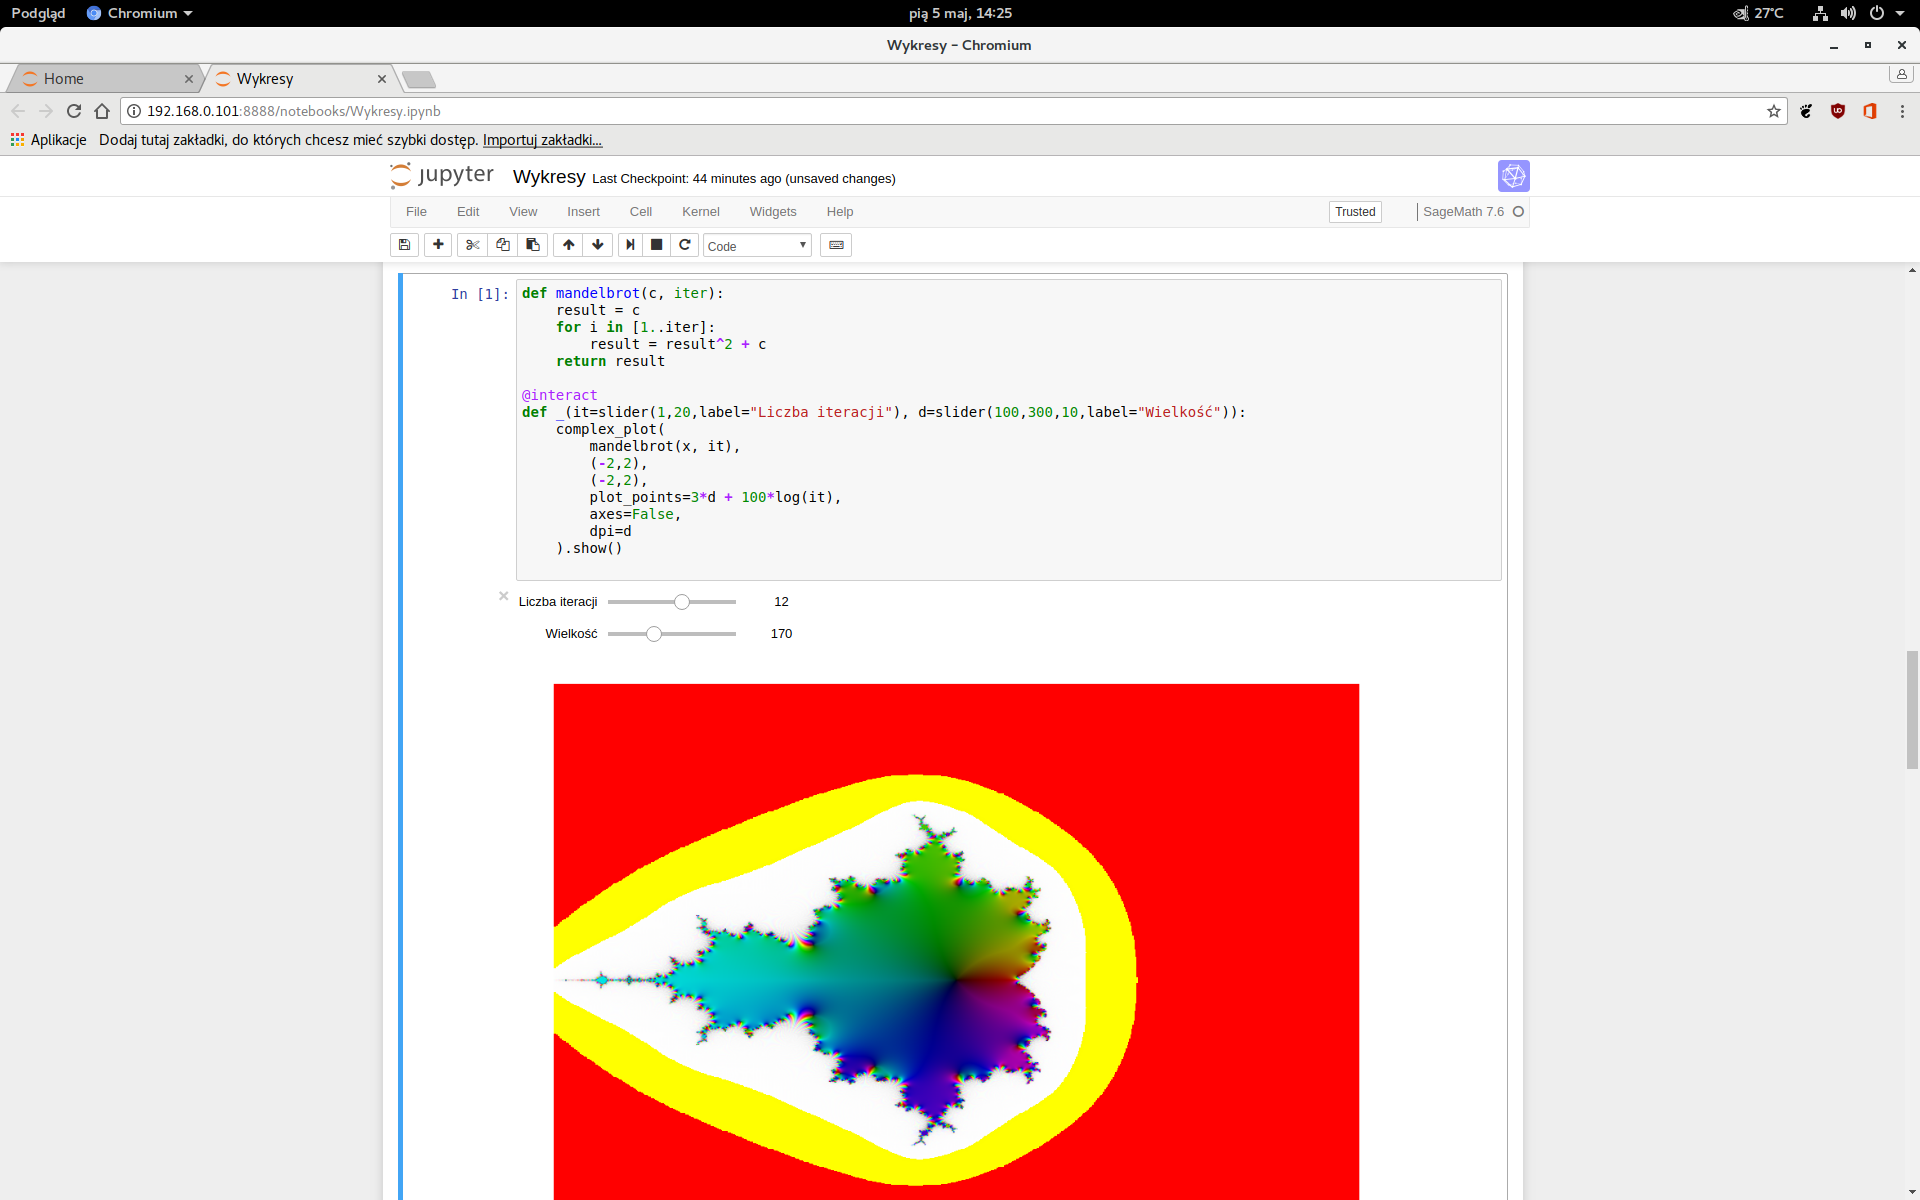 Podgląd Chromium pią 5 maj, 14:25 27°C
Wykresy - Chromium
Home Wykresy
192.168.0.101:8888/notebooks/Wykresy.ipynb
Aplikacje Dodaj tutaj zakładki, do których chcesz mieć szybki dostęp. Importuj zakładki...
jupyter Wykresy Last Checkpoint: 44 minutes ago (unsaved changes)
File Edit View Insert Cell Kernel Widgets Help Trusted SageMath 7.6
Code
In [1]: def mandelbrot(c, iter):
    result = c
    for i in [1..iter]:
        result = result^2 + c
    return result
@interact
def _(it=slider(1,20,label="Liczba iteracji"), d=slider(100,300,10,label="Wielkość")):
    complex_plot(
        mandelbrot(x, it),
        (-2,2),
        (-2,2),
        plot_points=3*d + 100*log(it),
        axes=False,
        dpi=d
    ).show()
Liczba iteracji 12
Wielkość 170